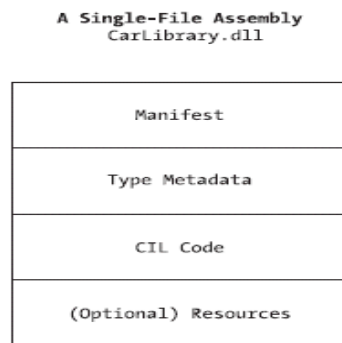 A Single-File Assembly
CarLibrary.dll
Manifest
Type Metadata
CIL Code
(Optional) Resources